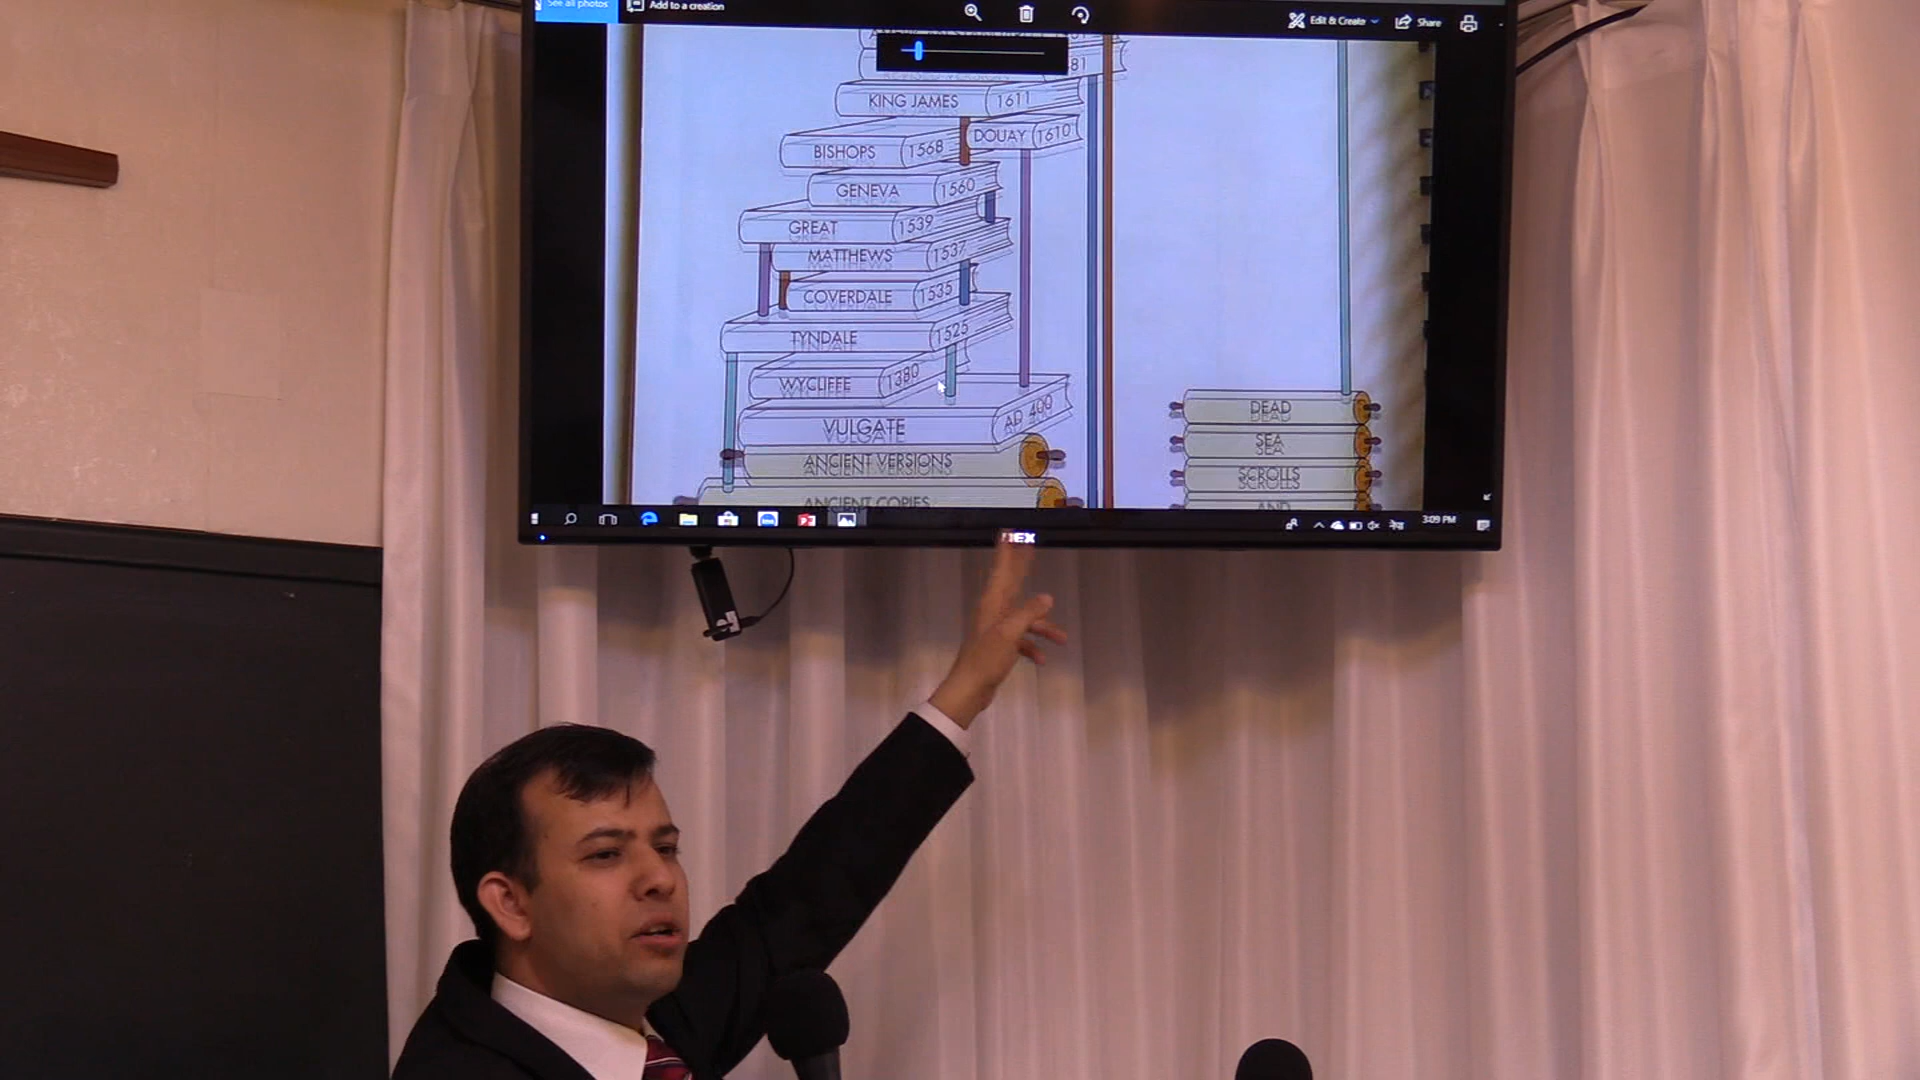 See all photos
Add to a creation
Edit & Create
Share
81
KING JAMES 1611
DOUAY 1610
BISHOPS 1568
GENEVA 1560
GREAT 1539
MATTHEWS 1537
COVERDALE 1535
TYNDALE 1525
WYCLIFFE 1380
VULGATE AD 400
ANCIENT VERSIONS
ANCIENT COPIES
DEAD
SEA
SCROLLS
AND
3:09 PM